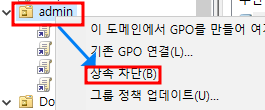 admin
이 도메인에서 GPO를 만들어 여기
기존 GPO 연결(L)...
상속 차단(B)
그룹 정책 업데이트(U)...
Do